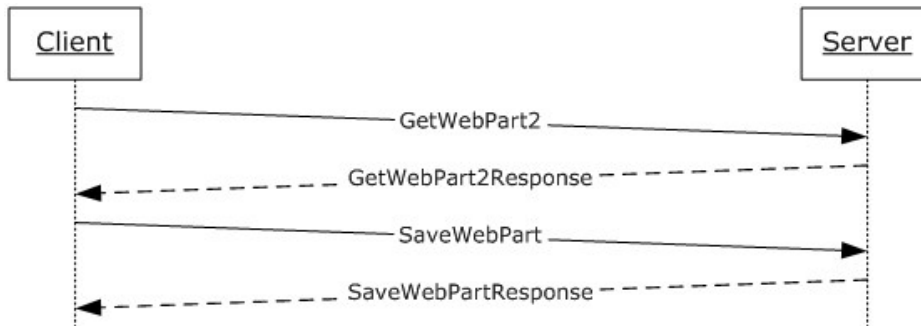 Client
Server
GetWebPart2
GetWebPart2Response
SaveWebPart
SaveWebPartResponse